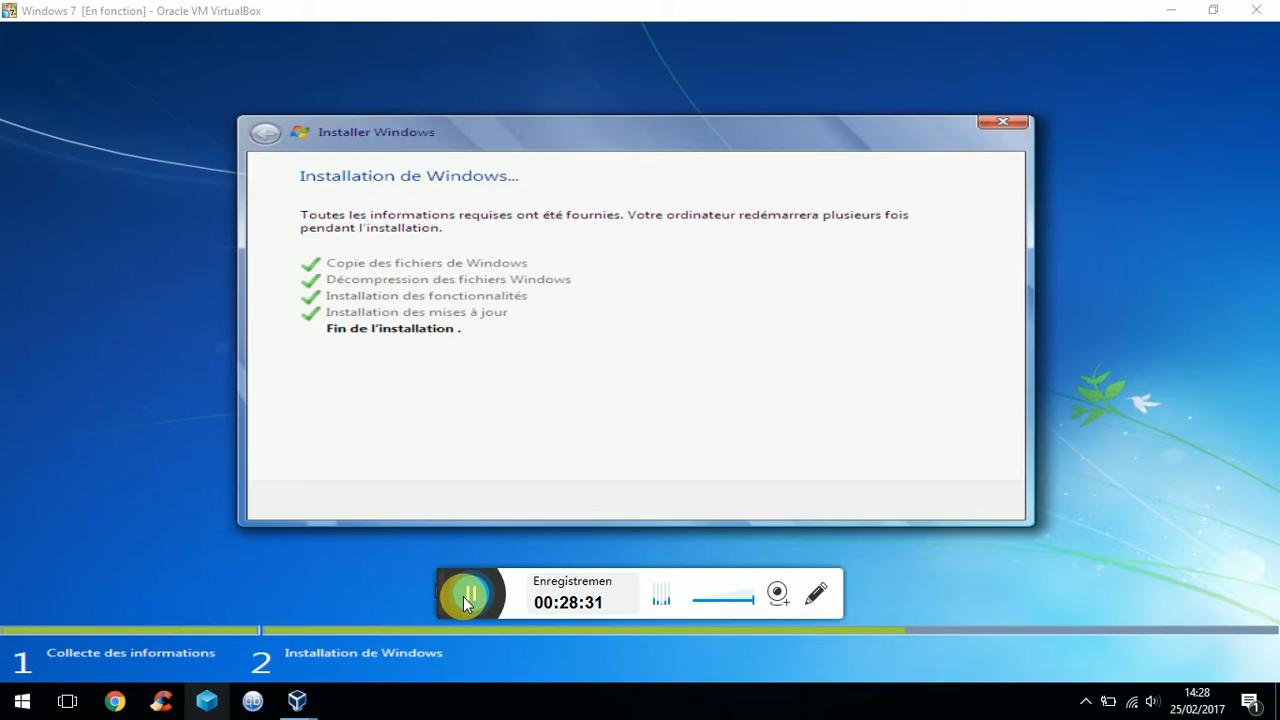 Windows 7 [En fonction] - Oracle VM VirtualBox
Installer Windows
Installation de Windows...
Toutes les informations requises ont été fournies. Votre ordinateur redémarrera plusieurs fois
pendant l'installation.
Copie des fichiers de Windows
Décompression des fichiers Windows
Installation des fonctionnalités
Installation des mises à jour
Fin de l'installation .
Enregistremen
00:28:31
1 Collecte des informations 2 Installation de Windows
14:28
25/02/2017
1